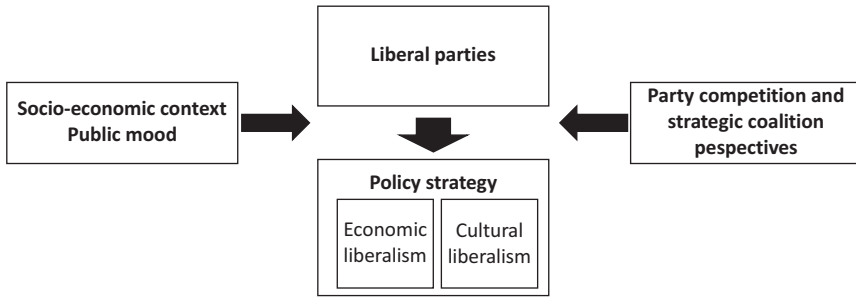 Liberal parties
Socio-economic context
Public mood
Party competition and
strategic coalition
pespectives
Policy strategy
Economic
liberalism
Cultural
liberalism